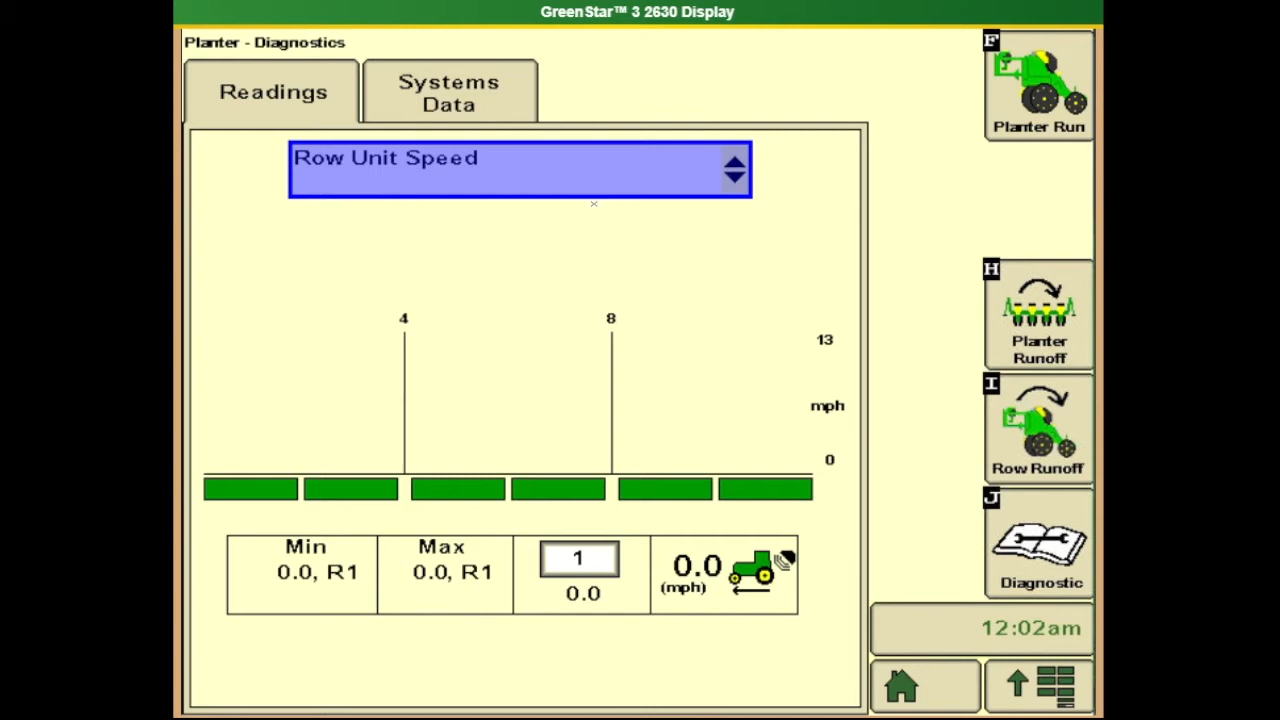 GreenStar™ 3 2630 Display
Planter - Diagnostics
Readings
Systems
Data
Row Unit Speed
4
8
13
mph
0
Min
0.0, R1
Max
0.0, R1
1
0.0
0.0
(mph)
F
Planter Run
H
Planter
Runoff
I
Row Runoff
J
Diagnostic
12:02am